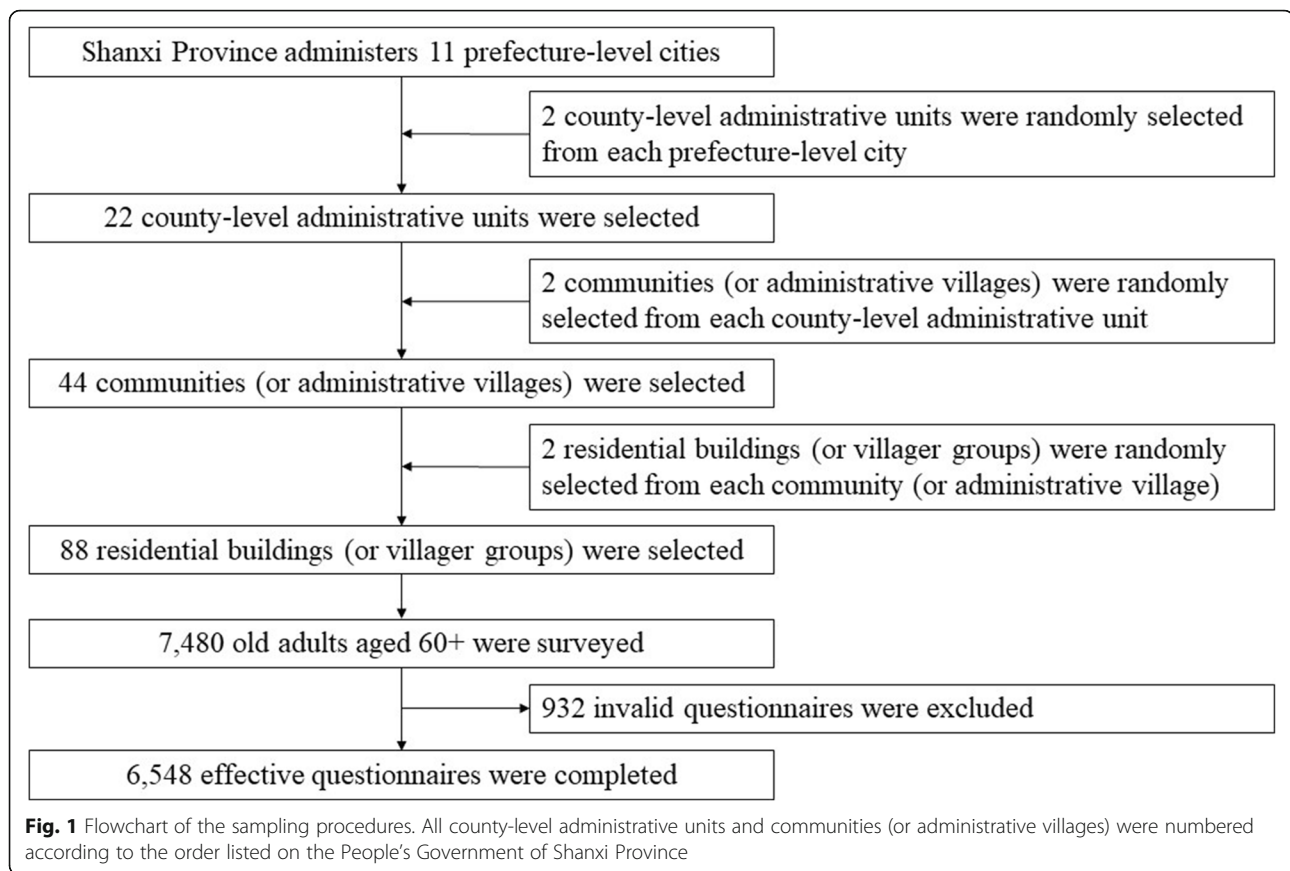 Shanxi Province administers 11 prefecture-level cities
2 county-level administrative units were randomly selected
from each prefecture-level city
22 county-level administrative units were selected
2 communities (or administrative villages) were randomly
selected from each county-level administrative unit
44 communities (or administrative villages) were selected
2 residential buildings (or villager groups) were randomly
selected from each community (or administrative village)
88 residential buildings (or villager groups) were selected
7,480 old adults aged 60+ were surveyed
932 invalid questionnaires were excluded
6,548 effective questionnaires were completed
Fig. 1 Flowchart of the sampling procedures. All county-level administrative units and communities (or administrative villages) were numbered
according to the order listed on the People’s Government of Shanxi Province